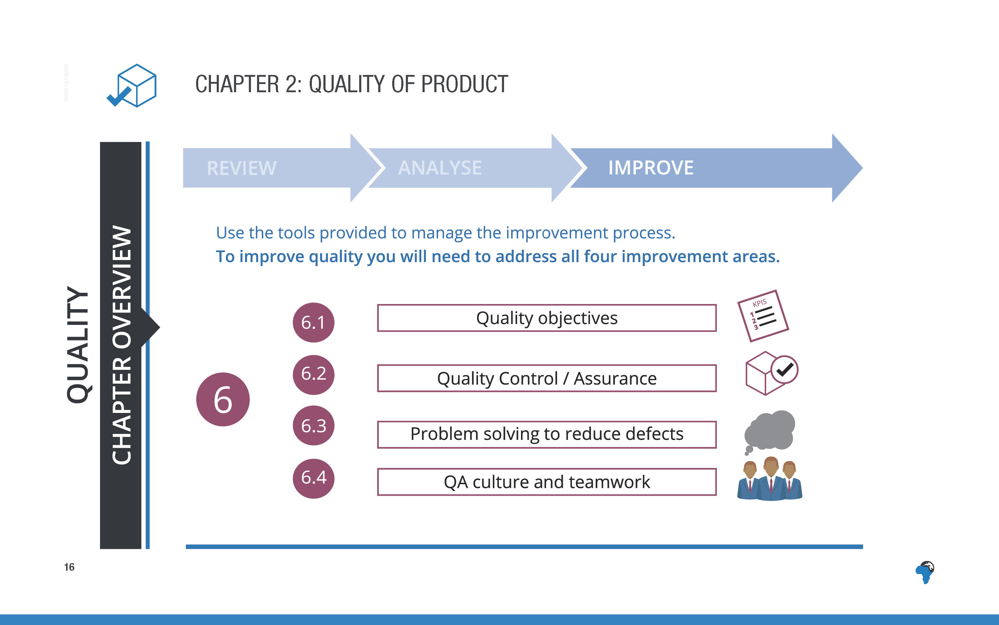 CHAPTER 2: QUALITY OF PRODUCT
QUALITY
CHAPTER OVERVIEW
REVIEW
ANALYSE
IMPROVE
Use the tools provided to manage the improvement process.
To improve quality you will need to address all four improvement areas.
6
6.1
Quality objectives
KPIS
1
2
3
6.2
Quality Control / Assurance
6.3
Problem solving to reduce defects
6.4
QA culture and teamwork
16